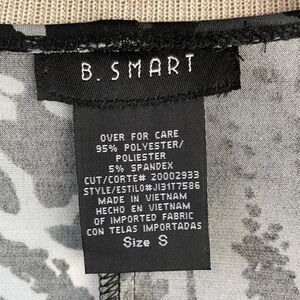 B. SMART
OVER FOR CARE
95% POLYESTER/
POLIESTER
5% SPANDEX
CUT/CORTE# 20002933
STYLE/ESTILO#JI31T7586
MADE IN VIETNAM
HECHO EN VIETNAM
OF IMPORTED FABRIC
CON TELAS IMPORTADAS
Size S